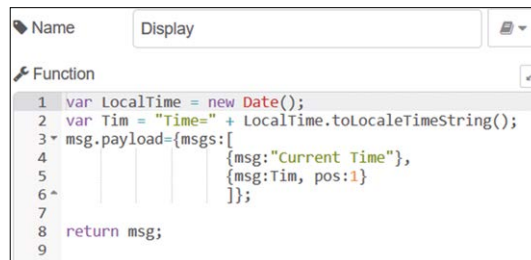 Name
Display
Function
1 var LocalTime = new Date();
2 var Tim = "Time=" + LocalTime.toLocaleTimeString();
3 msg.payload={msgs:[
4 {msg:"Current Time"},
5 {msg:Tim, pos:1}
6 ]};
7
8 return msg;
9